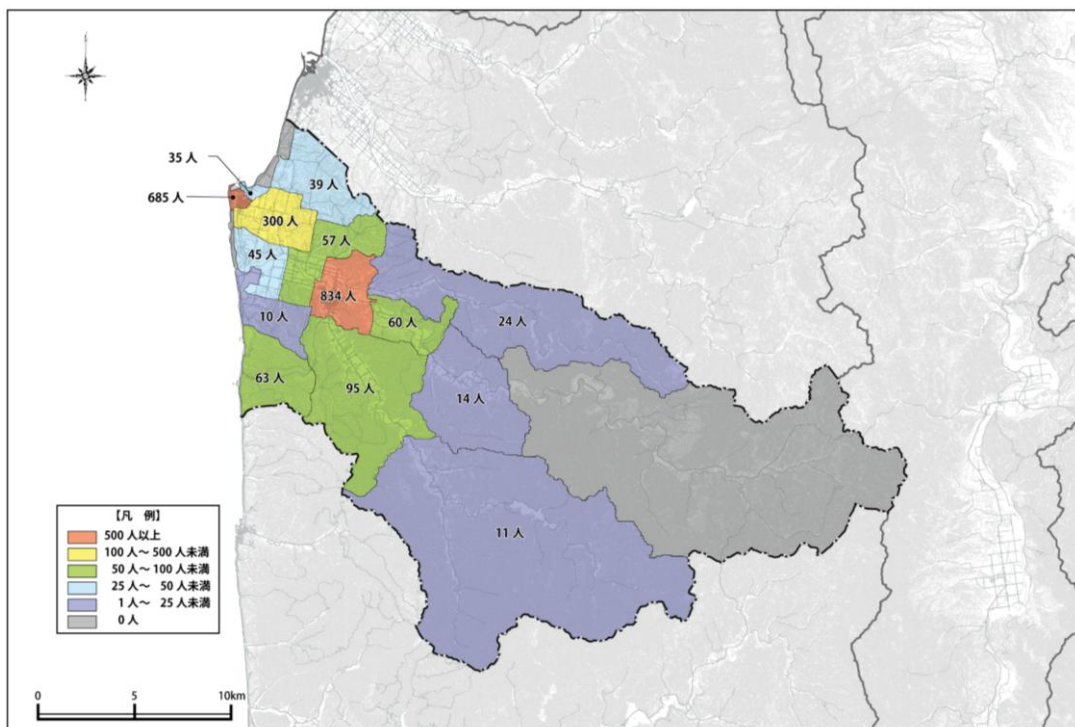 S
35 人
39 人
685 人
300 人
57 人
45 人
834 人
10 人
60 人
24 人
63 人
95 人
14 人
11 人
【凡 例】
500 人以上
100 人～ 500 人未満
50 人～ 100 人未満
25 人～ 50 人未満
1 人～ 25 人未満
0 人
0 5 10km